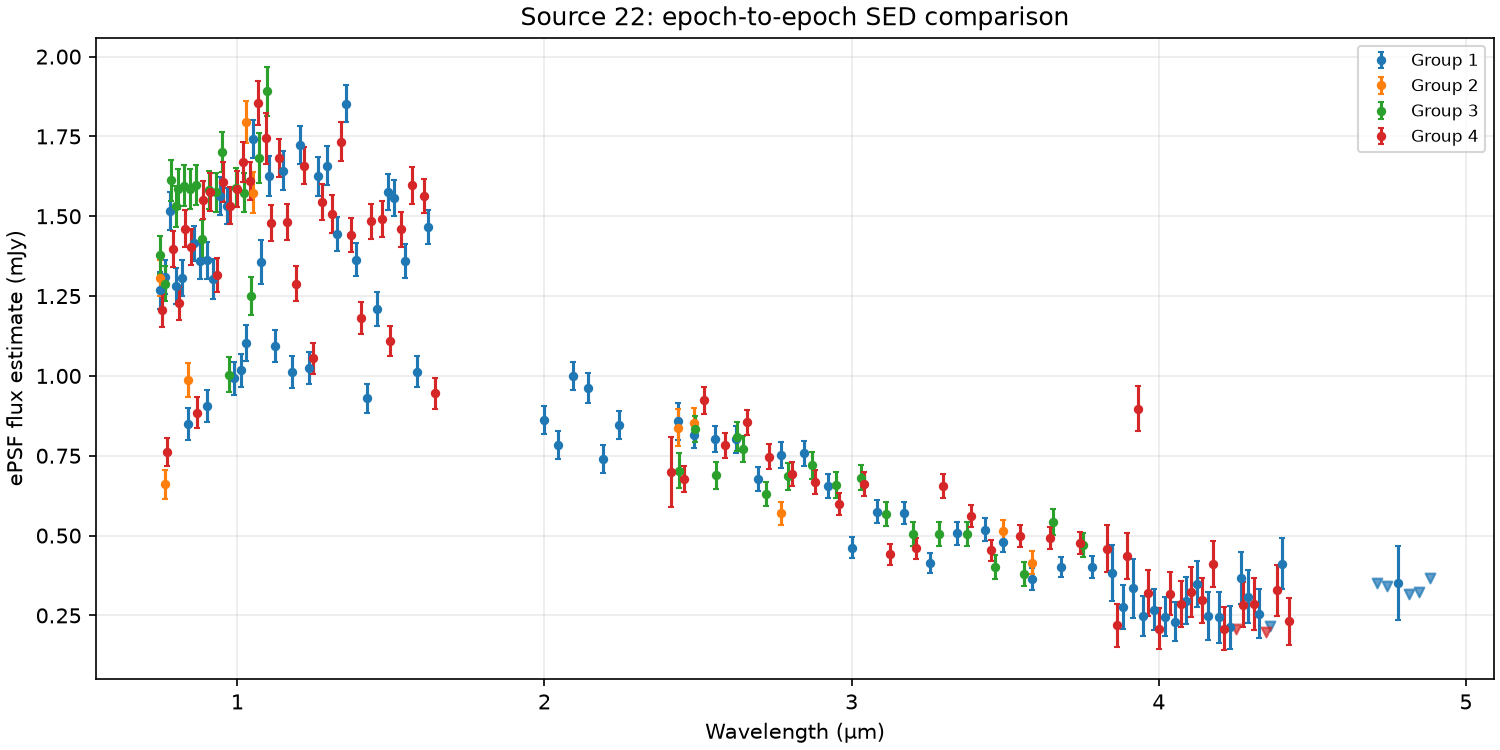 Source 22: epoch-to-epoch SED comparison
ePSF flux estimate (mJy)
2.00
1.75
1.50
1.25
1.00
0.75
0.50
0.25
Group 1
Group 2
Group 3
Group 4
1 2 3 4 5
Wavelength (µm)